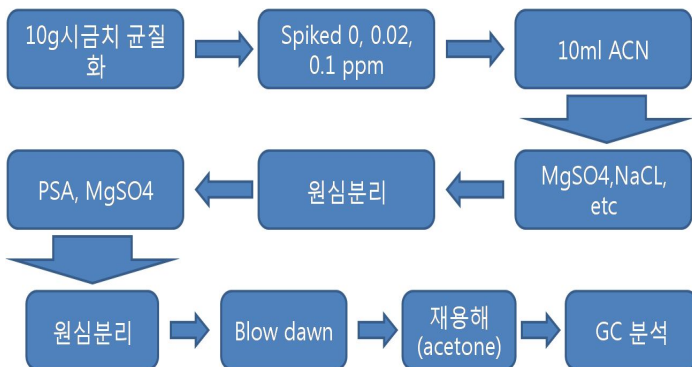 10g시금치 균질
화
Spiked 0, 0.02,
0.1 ppm
10ml ACN
MgSO4,NaCL,
etc
원심분리
PSA, MgSO4
원심분리
Blow dawn
재용해
(acetone)
GC 분석